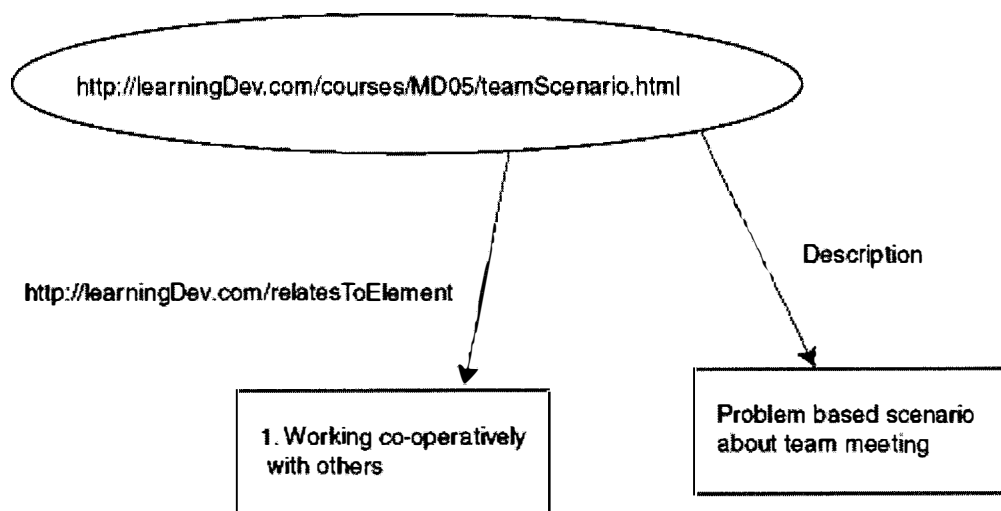 http://learningDev.com/courses/MD05/teamScenario.html
Description
http://learningDev.com/relatesToElement
1. Working co-operatively
with others
Problem based scenario
about team meeting